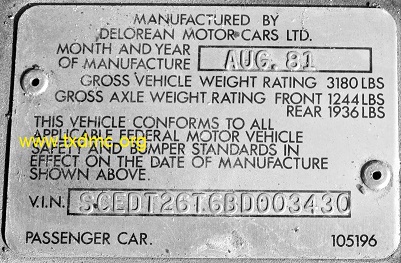 MANUFACTURED BY
DELOREAN MOTOR CARS LTD.
MONTH AND YEAR
OF MANUFACTURE AUG. 81
GROSS VEHICLE WEIGHT RATING 3180 LBS
GROSS AXLE WEIGHT RATING FRONT 1244 LBS
REAR 1936 LBS
THIS VEHICLE CONFORMS TO ALL
APPLICABLE FEDERAL MOTOR VEHICLE
www.txdmc.org
SAFETY AND BUMPER STANDARDS IN
EFFECT ON THE DATE OF MANUFACTURE
SHOWN ABOVE.
V.I.N. SCEDT26T6BD003430
PASSENGER CAR. 105196